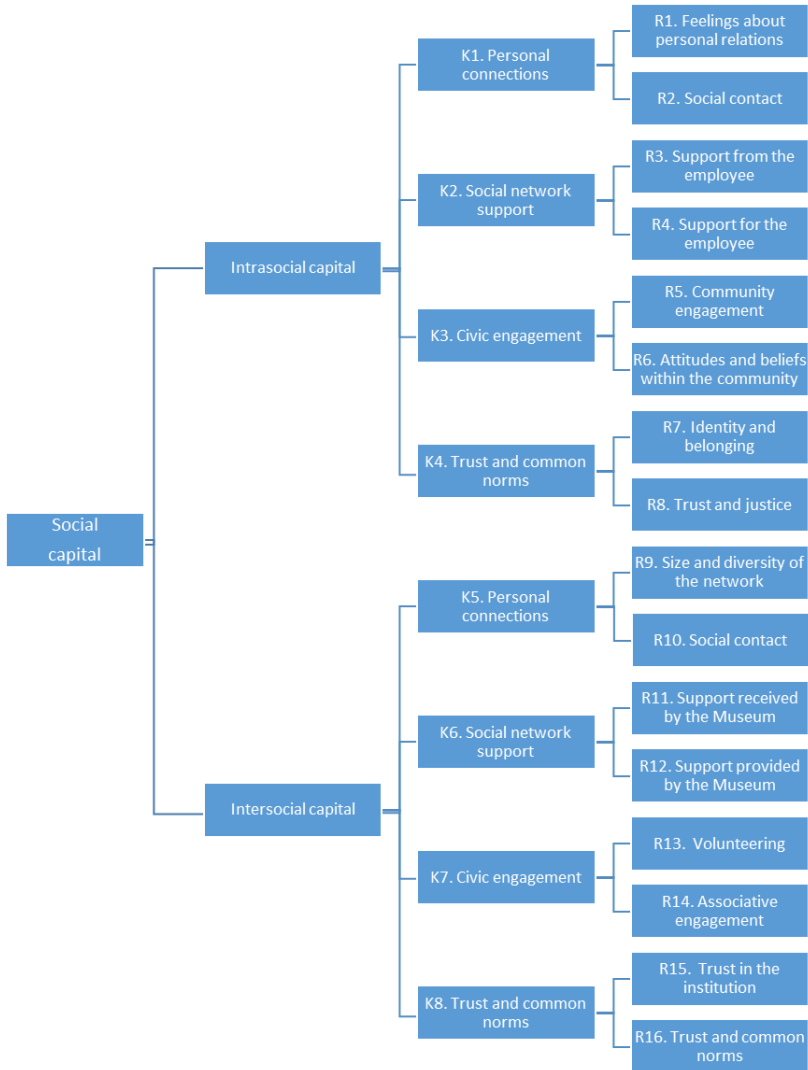 R1. Feelings about
personal relations
K1. Personal
connections
R2. Social contact
R3. Support from the
employee
K2. Social network
support
R4. Support for the
employee
Intrasocial capital
R5. Community
engagement
K3. Civic engagement
R6. Attitudes and beliefs
within the community
R7. Identity and
belonging
K4. Trust and common
norms
R8. Trust and justice
Social
capital
R9. Size and diversity of
the network
K5. Personal
connections
R10. Social contact
R11. Support received
by the Museum
K6. Social network
support
R12. Support provided
by the Museum
Intersocial capital
R13.  Volunteering
K7. Civic engagement
R14. Associative
engagement
R15.  Trust in the
institution
K8. Trust and common
norms
R16. Trust and common
norms